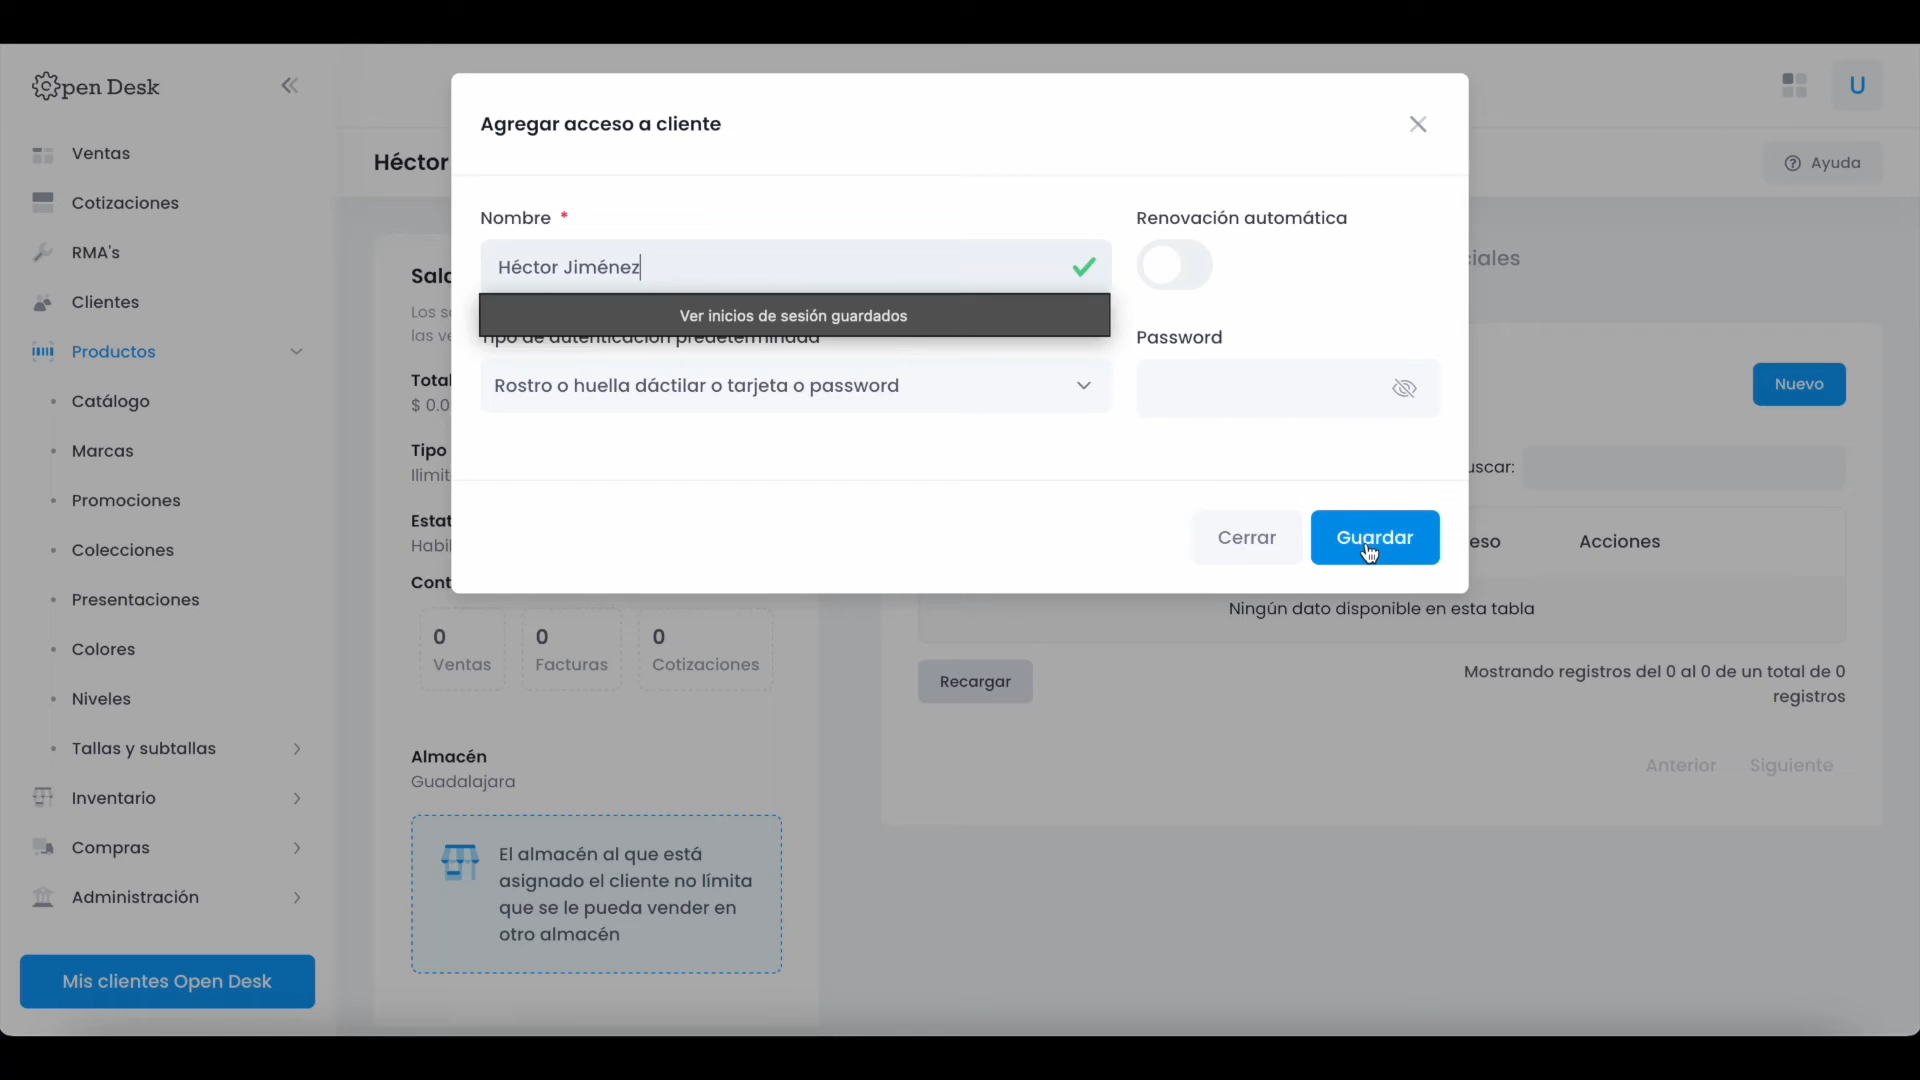 Open Desk
Ventas
Cotizaciones
RMA's
Clientes
Productos
Catálogo
Marcas
Promociones
Colecciones
Presentaciones
Colores
Niveles
Tallas y subtallas
Inventario
Compras
Administración
Mis clientes Open Desk
U
Héctor
Ayuda
Agregar acceso a cliente
Nombre *
Héctor Jiménez
Ver inicios de sesión guardados
Tipo de autenticación predeterminada
Rostro o huella dáctilar o tarjeta o password
Renovación automática
Password
Cerrar
Guardar
Los s
las ve
Total
$ 0.0
Tipo
Ilimit
Estat
Habil
Cont
0
Ventas
0
Facturas
0
Cotizaciones
Almacén
Guadalajara
El almacén al que está
asignado el cliente no límita
que se le pueda vender en
otro almacén
ciales
Nuevo
uscar:
eso
Acciones
Ningún dato disponible en esta tabla
Recargar
Mostrando registros del 0 al 0 de un total de 0
registros
Anterior
Siguiente